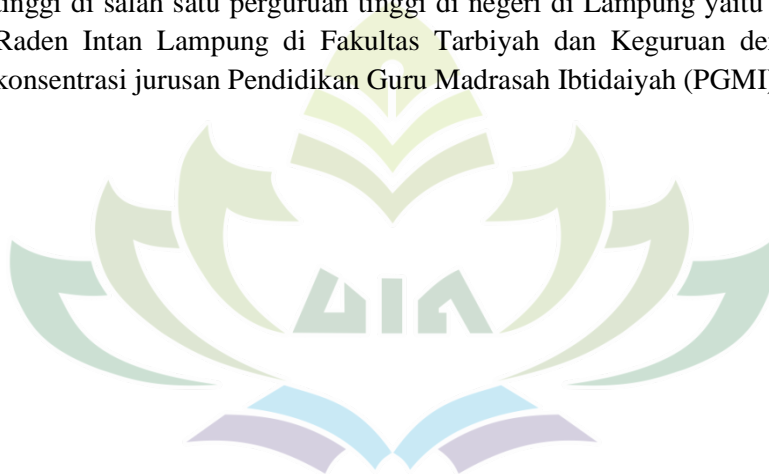 tinggi di salah satu perguruan tinggi di negeri di Lampung yaitu
Raden Intan Lampung di Fakultas Tarbiyah dan Keguruan
konsentrasi jurusan Pendidikan Guru Madrasah Ibtidaiyah (PGMI)
UIN